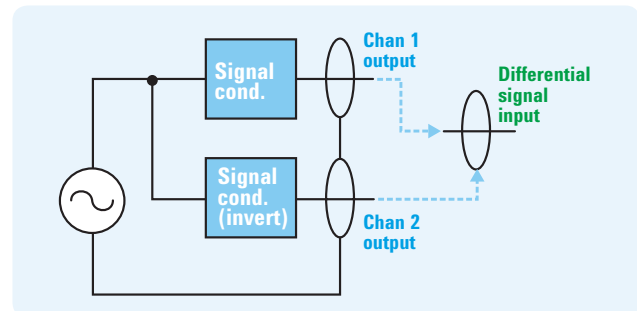 Chan 1
output
Signal
cond.
Differential
signal
input
Signal
cond.
(invert)
Chan 2
output